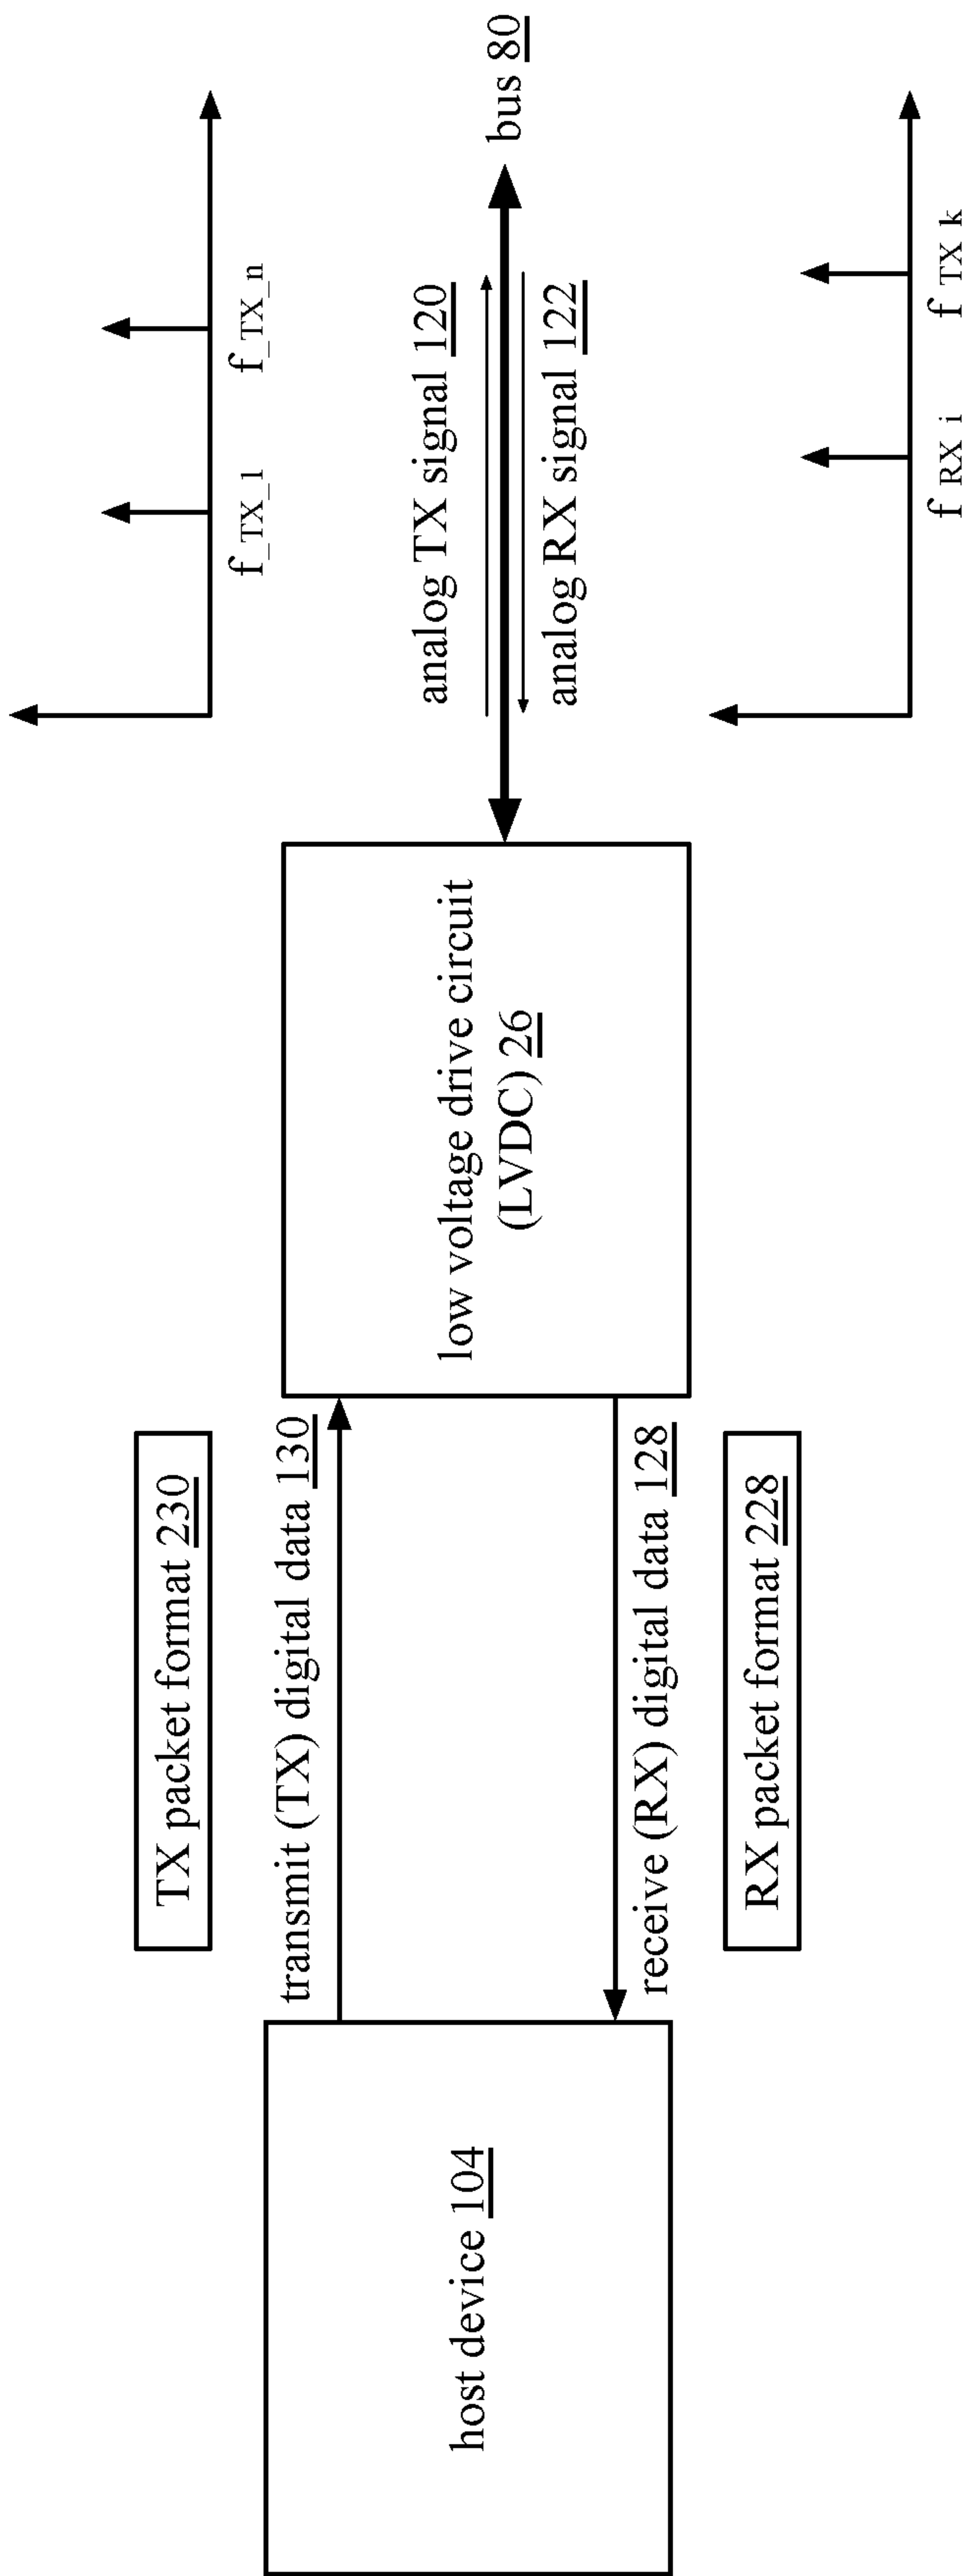 TX packet format 230
transmit (TX) digital data 130
host device 104
receive (RX) digital data 128
RX packet format 228
low voltage drive circuit
(LVDC) 26
f_TX_1
f_TX_n
analog TX signal 120
bus 80
analog RX signal 122
f RX i
f TX k